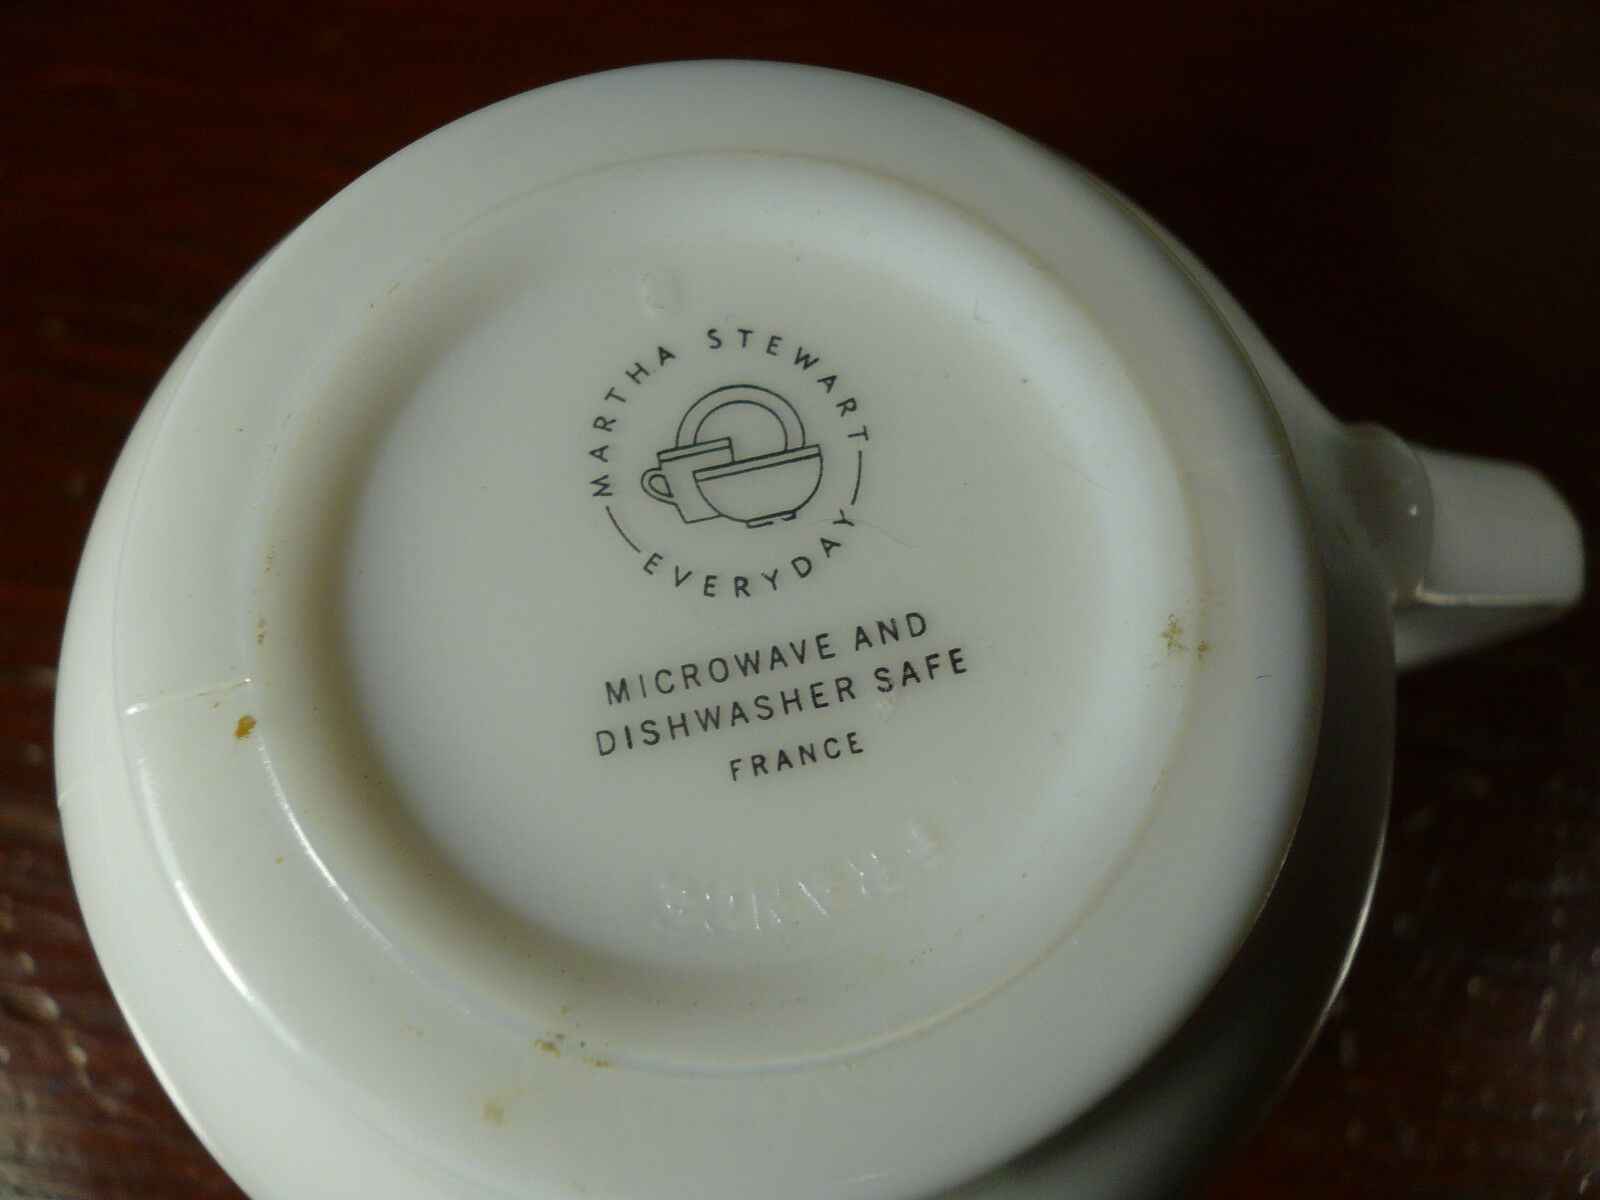 MARTHA STEWART
EVERYDAY
MICROWAVE AND
DISHWASHER SAFE
FRANCE
FRANCE